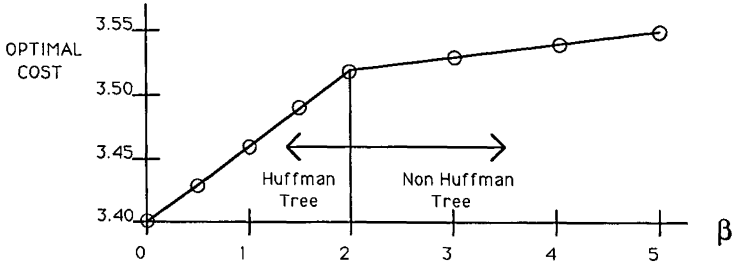 OPTIMAL
COST
3.55
3.50
3.45
3.40
Huffman
Tree
Non Huffman
Tree
0
1
2
3
4
5
β